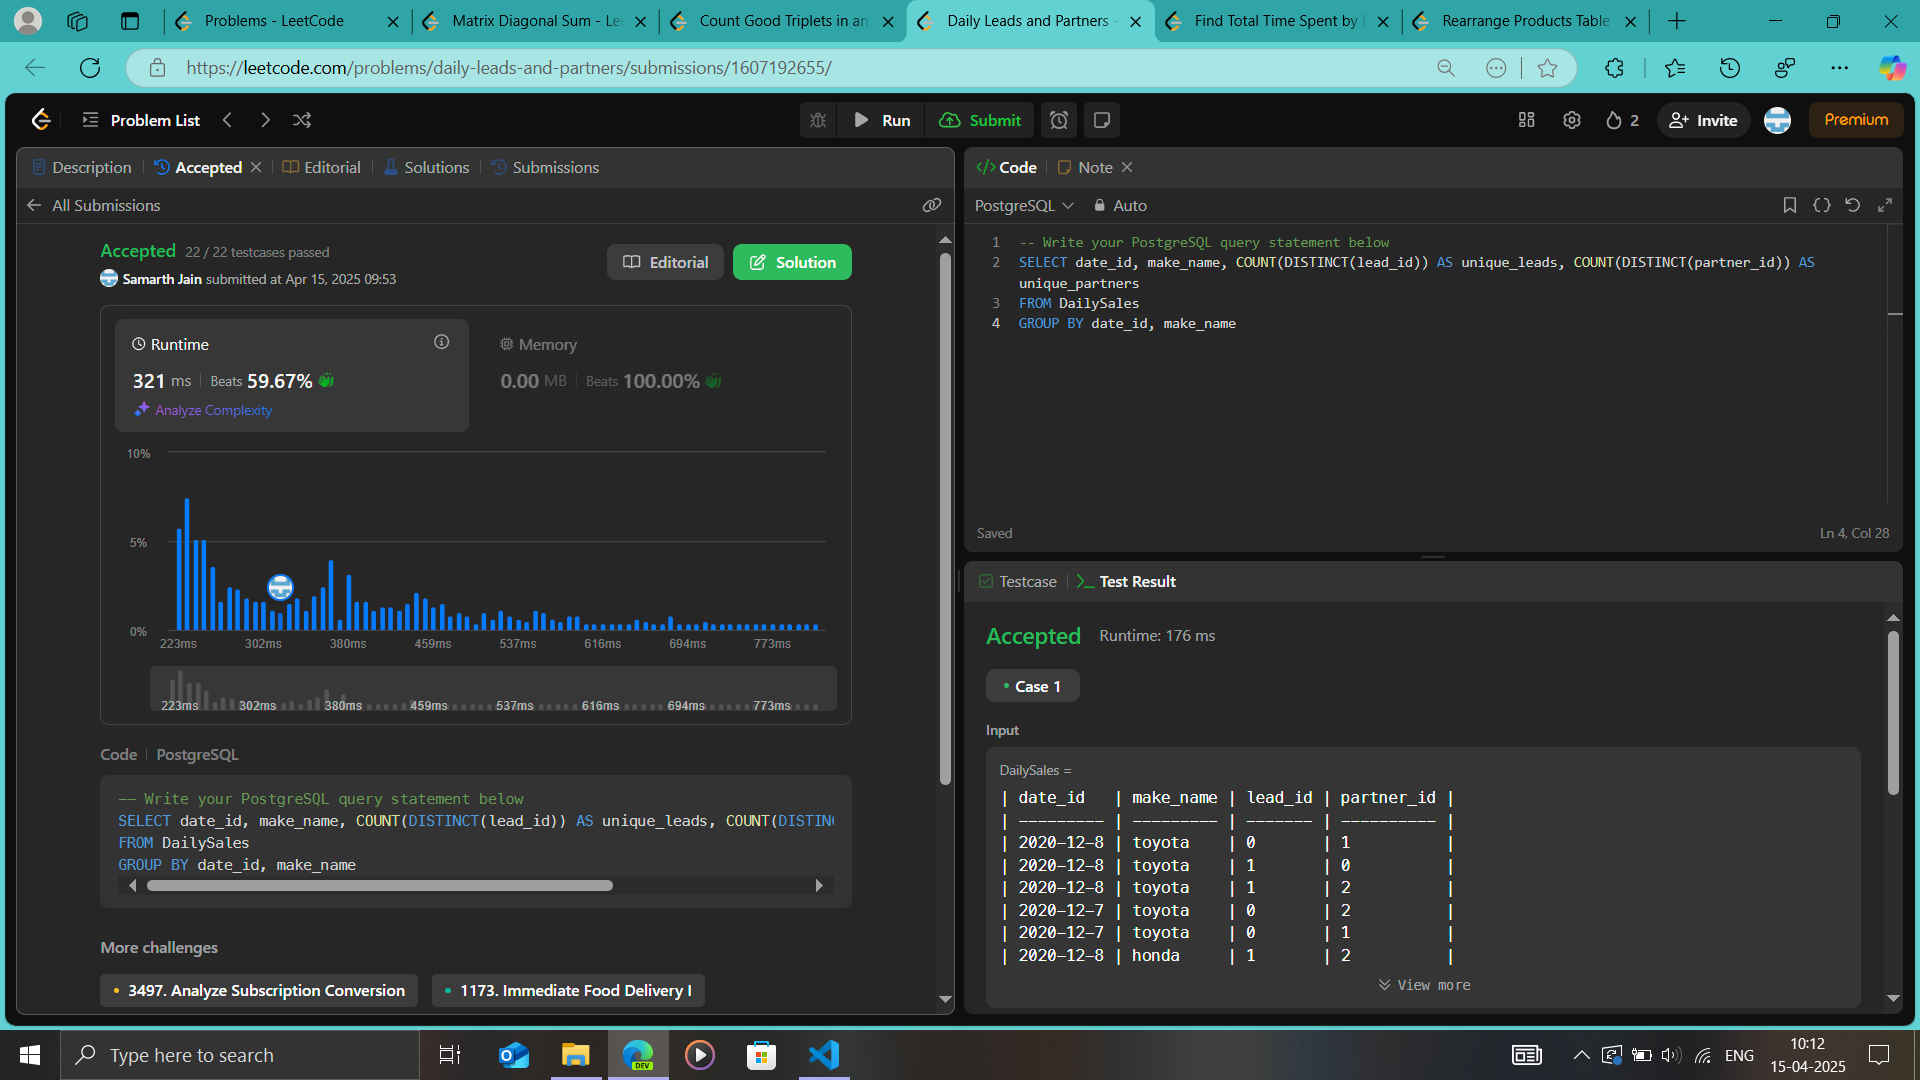 Problems - LeetCode
Matrix Diagonal Sum - Lee
Count Good Triplets in an
Daily Leads and Partners -
Find Total Time Spent by
Rearrange Products Table
https://leetcode.com/problems/daily-leads-and-partners/submissions/1607192655/
Problem List
Run
Submit
2
Invite
Premium
Description
Accepted
Editorial
Solutions
Submissions
All Submissions
Accepted 22 / 22 testcases passed
Samarth Jain submitted at Apr 15, 2025 09:53
Editorial
Solution
Runtime
321 ms Beats 59.67%
Analyze Complexity
Memory
0.00 MB Beats 100.00%
10%
5%
0%
223ms 302ms 380ms 459ms 537ms 616ms 694ms 773ms
223ms 302ms 380ms 459ms 537ms 616ms 694ms 773ms
Code PostgreSQL
-- Write your PostgreSQL query statement below
SELECT date_id, make_name, COUNT(DISTINCT(lead_id)) AS unique_leads, COUNT(DISTINC
FROM DailySales
GROUP BY date_id, make_name
More challenges
3497. Analyze Subscription Conversion
1173. Immediate Food Delivery I
</> Code
Note
PostgreSQL
Auto
1 -- Write your PostgreSQL query statement below
2 SELECT date_id, make_name, COUNT(DISTINCT(lead_id)) AS unique_leads, COUNT(DISTINCT(partner_id)) AS
unique_partners
3 FROM DailySales
4 GROUP BY date_id, make_name
Saved
Ln 4, Col 28
Testcase
>_ Test Result
Accepted Runtime: 176 ms
Case 1
Input
DailySales =
| date_id | make_name | lead_id | partner_id |
| --------- | --------- | ------- | ---------- |
| 2020-12-8 | toyota | 0 | 1 |
| 2020-12-8 | toyota | 1 | 0 |
| 2020-12-8 | toyota | 1 | 2 |
| 2020-12-7 | toyota | 0 | 2 |
| 2020-12-7 | toyota | 0 | 1 |
| 2020-12-8 | honda | 1 | 2 |
View more
Type here to search
DEV
ENG
10:12
15-04-2025